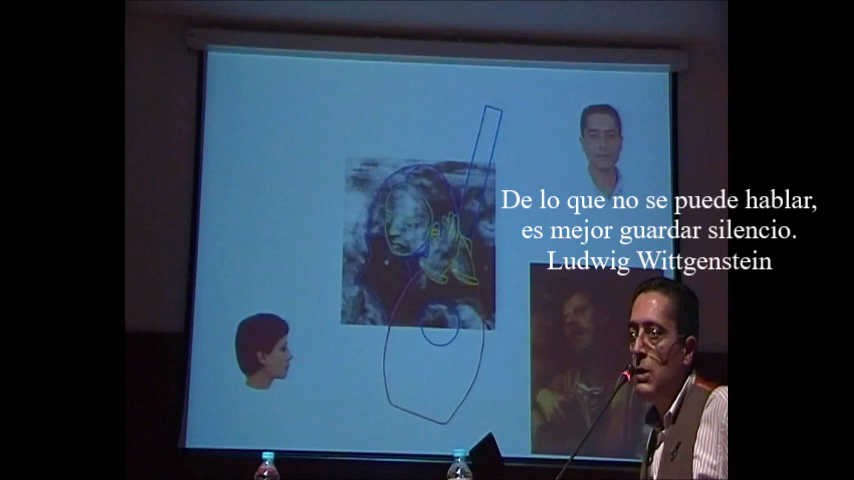 De lo que no se puede hablar,
es mejor guardar silencio.
Ludwig Wittgenstein